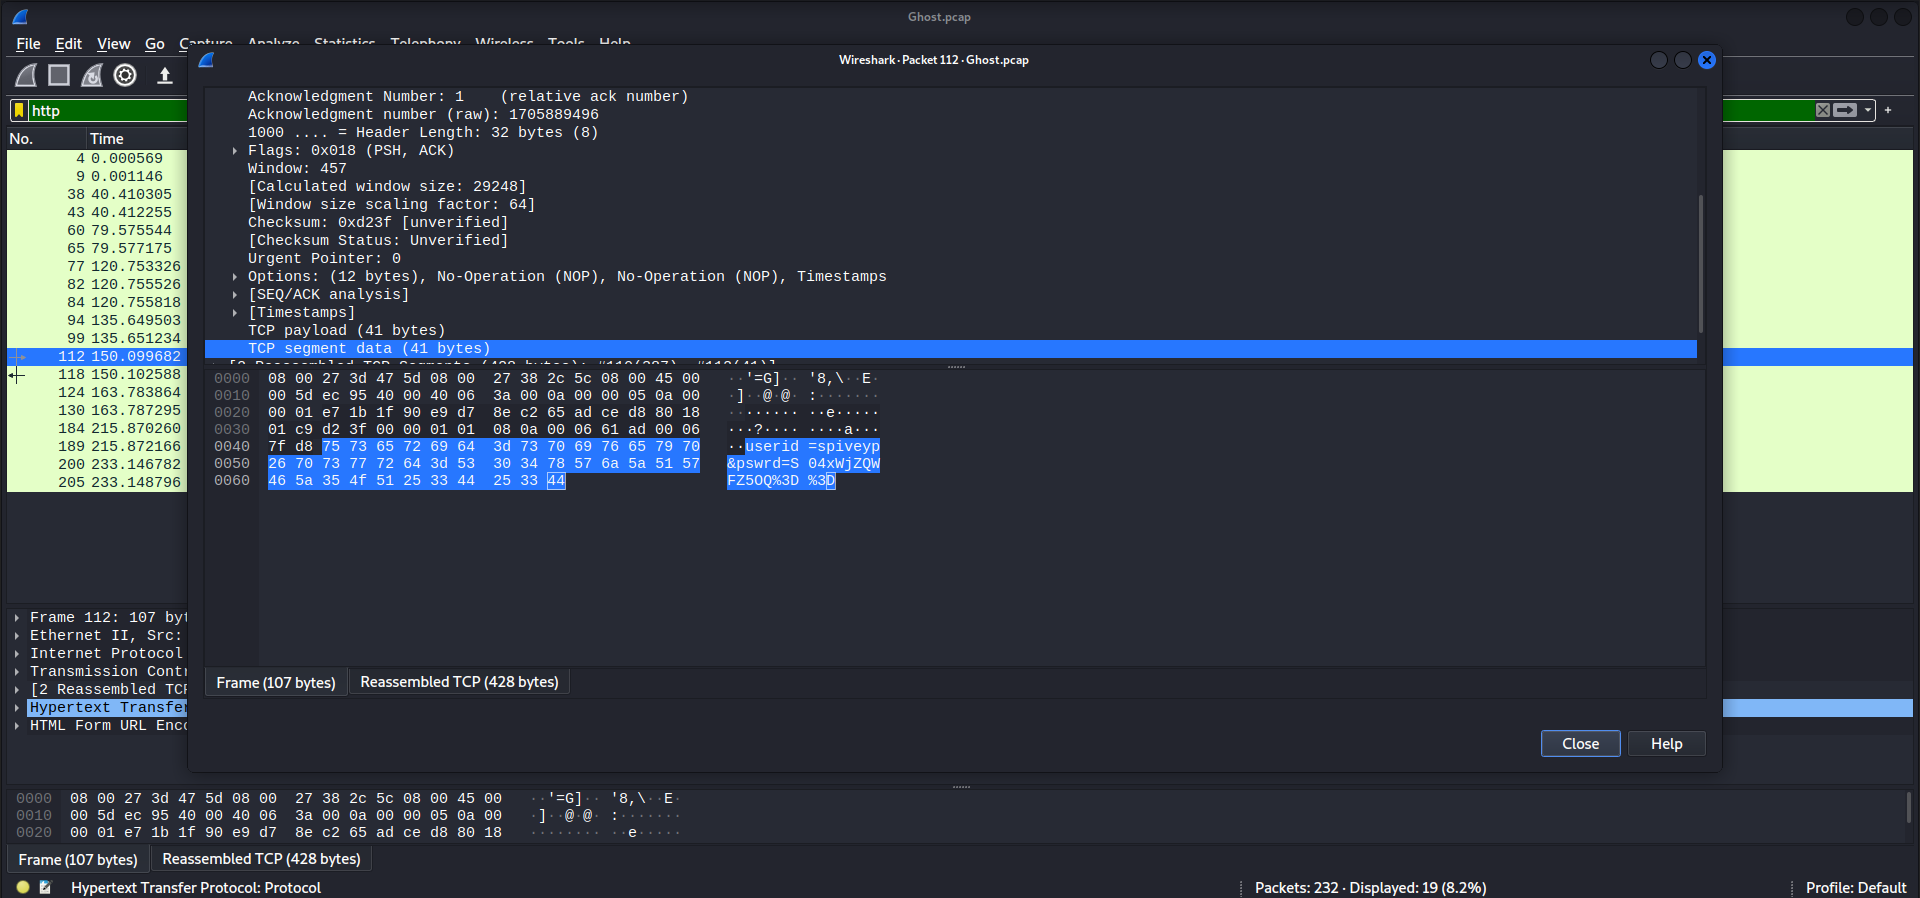 Ghost.pcap
File Edit View Go Capture Analyze Statistics Telephony Wireless Tools Help
Wireshark · Packet 112 · Ghost.pcap
http
+
No. Time
4 0.000569
9 0.001146
38 40.410305
43 40.412255
60 79.575544
65 79.577175
77 120.753326
82 120.755526
84 120.755818
94 135.649503
99 135.651234
112 150.099682
118 150.102588
124 163.783864
130 163.787295
184 215.870260
189 215.872166
200 233.146782
205 233.148796
Acknowledgment Number: 1    (relative ack number)
Acknowledgment number (raw): 1705889496
1000 .... = Header Length: 32 bytes (8)
Flags: 0x018 (PSH, ACK)
Window: 457
[Calculated window size: 29248]
[Window size scaling factor: 64]
Checksum: 0xd23f [unverified]
[Checksum Status: Unverified]
Urgent Pointer: 0
Options: (12 bytes), No-Operation (NOP), No-Operation (NOP), Timestamps
[SEQ/ACK analysis]
[Timestamps]
TCP payload (41 bytes)
TCP segment data (41 bytes)
0000 08 00 27 3d 47 5d 08 00  27 38 2c 5c 08 00 45 00 ··'=G]·· '8,\··E·
0010 00 5d ec 95 40 00 40 06  3a 00 0a 00 00 05 0a 00 ·]··@·@· :·······
0020 00 01 e7 1b 1f 90 e9 d7  8e c2 65 ad ce d8 80 18 ········ ··e·····
0030 01 c9 d2 3f 00 00 01 01  08 0a 00 06 61 ad 00 06 ···?···· ····a···
0040 7f d8 75 73 65 72 69 64  3d 73 70 69 76 65 79 70 ··userid =spiveyp
0050 26 70 73 77 72 64 3d 53  30 34 78 57 6a 5a 51 57 &pswrd=S 04xWjZQW
0060 46 5a 35 4f 51 25 33 44  25 33 44 FZ5OQ%3D %3D
Frame (107 bytes) Reassembled TCP (428 bytes)
Close Help
Frame 112: 107 byt
Ethernet II, Src:
Internet Protocol
Transmission Contr
[2 Reassembled TCP
Hypertext Transfer
HTML Form URL Enco
0000 08 00 27 3d 47 5d 08 00  27 38 2c 5c 08 00 45 00 ··'=G]·· '8,\··E·
0010 00 5d ec 95 40 00 40 06  3a 00 0a 00 00 05 0a 00 ·]··@·@· :·······
0020 00 01 e7 1b 1f 90 e9 d7  8e c2 65 ad ce d8 80 18 ········ ··e·····
Frame (107 bytes) Reassembled TCP (428 bytes)
Hypertext Transfer Protocol: Protocol
Packets: 232 · Displayed: 19 (8.2%)
Profile: Default